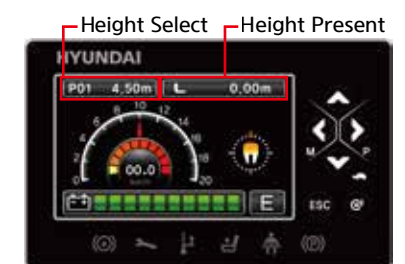 Height Select Height Present
HYUNDAI
P01 4.50m 0.00m
10
8 12
6
4 16
2 18
0 20
00.0
km/h
E
M P
ESC